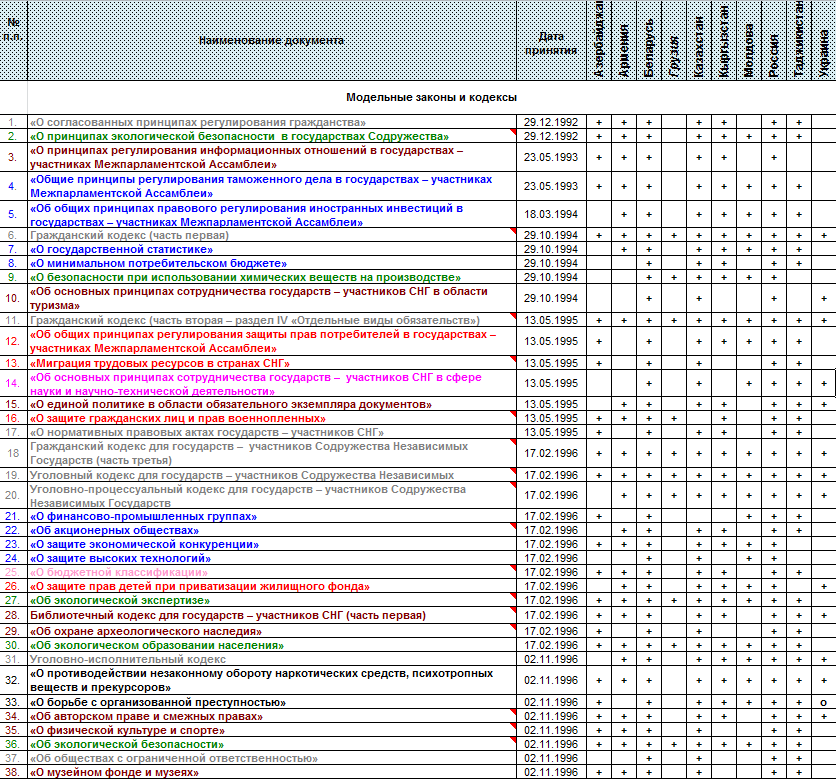 № п.п.
Наименование документа
Дата принятия
Азербайджан
Армения
Беларусь
Грузия
Казахстан
Кыргызстан
Молдова
Россия
Таджикистан
Украина
Модельные законы и кодексы
1. «О согласованных принципах регулирования гражданства» 29.12.1992 + + + + + + +
2. «О принципах экологической безопасности в государствах Содружества» 29.12.1992 + + + + + + + +
3. «О принципах регулирования информационных отношений в государствах –
участниках Межпарламентской Ассамблеи» 23.05.1993 + + + + + +
4. «Общие принципы регулирования таможенного дела в государствах – участниках
Межпарламентской Ассамблеи» 23.05.1993 + + + + + + + +
5. «Об общих принципах правового регулирования иностранных инвестиций в
государствах – участниках Межпарламентской Ассамблеи» 18.03.1994 + + + + + + +
6. Гражданский кодекс (часть первая) 29.10.1994 + + + + + + + + + +
7. «О государственной статистике» 29.10.1994 + + + + + + +
8. «О минимальном потребительском бюджете» 29.10.1994 + + + + +
9. «О безопасности при использовании химических веществ на производстве» 29.10.1994 + + + + + +
10. «Об основных принципах сотрудничества государств – участников СНГ в области
туризма» 29.10.1994 + + + +
11. Гражданский кодекс (часть вторая – раздел IV «Отдельные виды обязательств») 13.05.1995 + + + + + + + + + +
12. «Об общих принципах регулирования защиты прав потребителей в государствах –
участниках Межпарламентской Ассамблеи» 13.05.1995 + + + + + + +
13. «Миграция трудовых ресурсов в странах СНГ» 13.05.1995 + + + + +
14. «Об основных принципах сотрудничества государств – участников СНГ в сфере
науки и научно-технической деятельности» 13.05.1995 + + + + + +
15. «О единой политике в области обязательного экземпляра документов» 13.05.1995 + + + + + + +
16. «О защите гражданских лиц и прав военнопленных» 13.05.1995 + + + + + + + +
17. «О нормативных правовых актах государств – участников СНГ» 13.05.1995 + + + + + +
18 Гражданский кодекс для государств – участников Содружества Независимых
Государств (часть третья) 17.02.1996 + + + + + + + + + +
19. Уголовный кодекс для государств – участников Содружества Независимых 17.02.1996 + + + + + + + + + +
20. Уголовно-процессуальный кодекс для государств – участников Содружества
Независимых Государств 17.02.1996 + + + + + + + + +
21. «О финансово-промышленных группах» 17.02.1996 + + + + +
22. «Об акционерных обществах» 17.02.1996 + + + + + +
23. «О защите экономической конкуренции» 17.02.1996 + + + + + + +
24. «О защите высоких технологий» 17.02.1996 + + + +
25. «О бюджетной классификации» 17.02.1996 + + + + + + +
26. «О защите прав детей при приватизации жилищного фонда» 17.02.1996 + + + + + + +
27. «Об экологической экспертизе» 17.02.1996 + + + + + + + + +
28. Библиотечный кодекс для государств – участников СНГ (часть первая) 17.02.1996 + + + + + + + +
29. «Об охране археологического наследия» 17.02.1996 + + + + +
30. «Об экологическом образовании населения» 17.02.1996 + + + + + + + + +
31. Уголовно-исполнительный кодекс 02.11.1996 + + + + + + + +
32. «О противодействии незаконному обороту наркотических средств, психотропных
веществ и прекурсоров» 02.11.1996 + + + + + + + + +
33. «О борьбе с организованной преступностью» 02.11.1996 + + + + + + + о
34. «Об авторском праве и смежных правах» 02.11.1996 + + + + + + + +
35. «О физической культуре и спорте» 02.11.1996 + + + + + +
36. «Об экологической безопасности» 02.11.1996 + + + + + + + + +
37. «Об обществах с ограниченной ответственностью» 02.11.1996 + + + +
38. «О музейном фонде и музеях» 02.11.1996 + + + + + + +